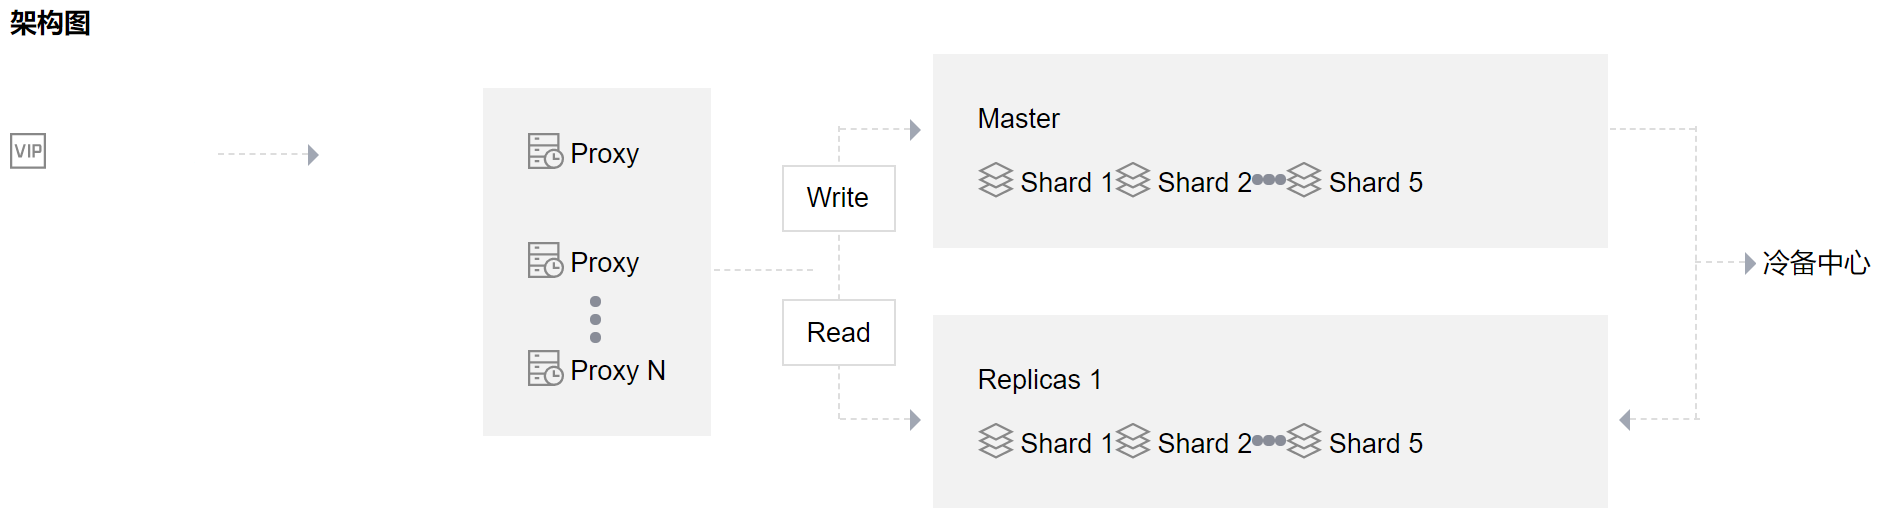 架构图
VIP
Proxy
Proxy
Proxy N
Write
Read
Master
Shard 1 Shard 2 Shard 5
Replicas 1
Shard 1 Shard 2 Shard 5
冷备中心